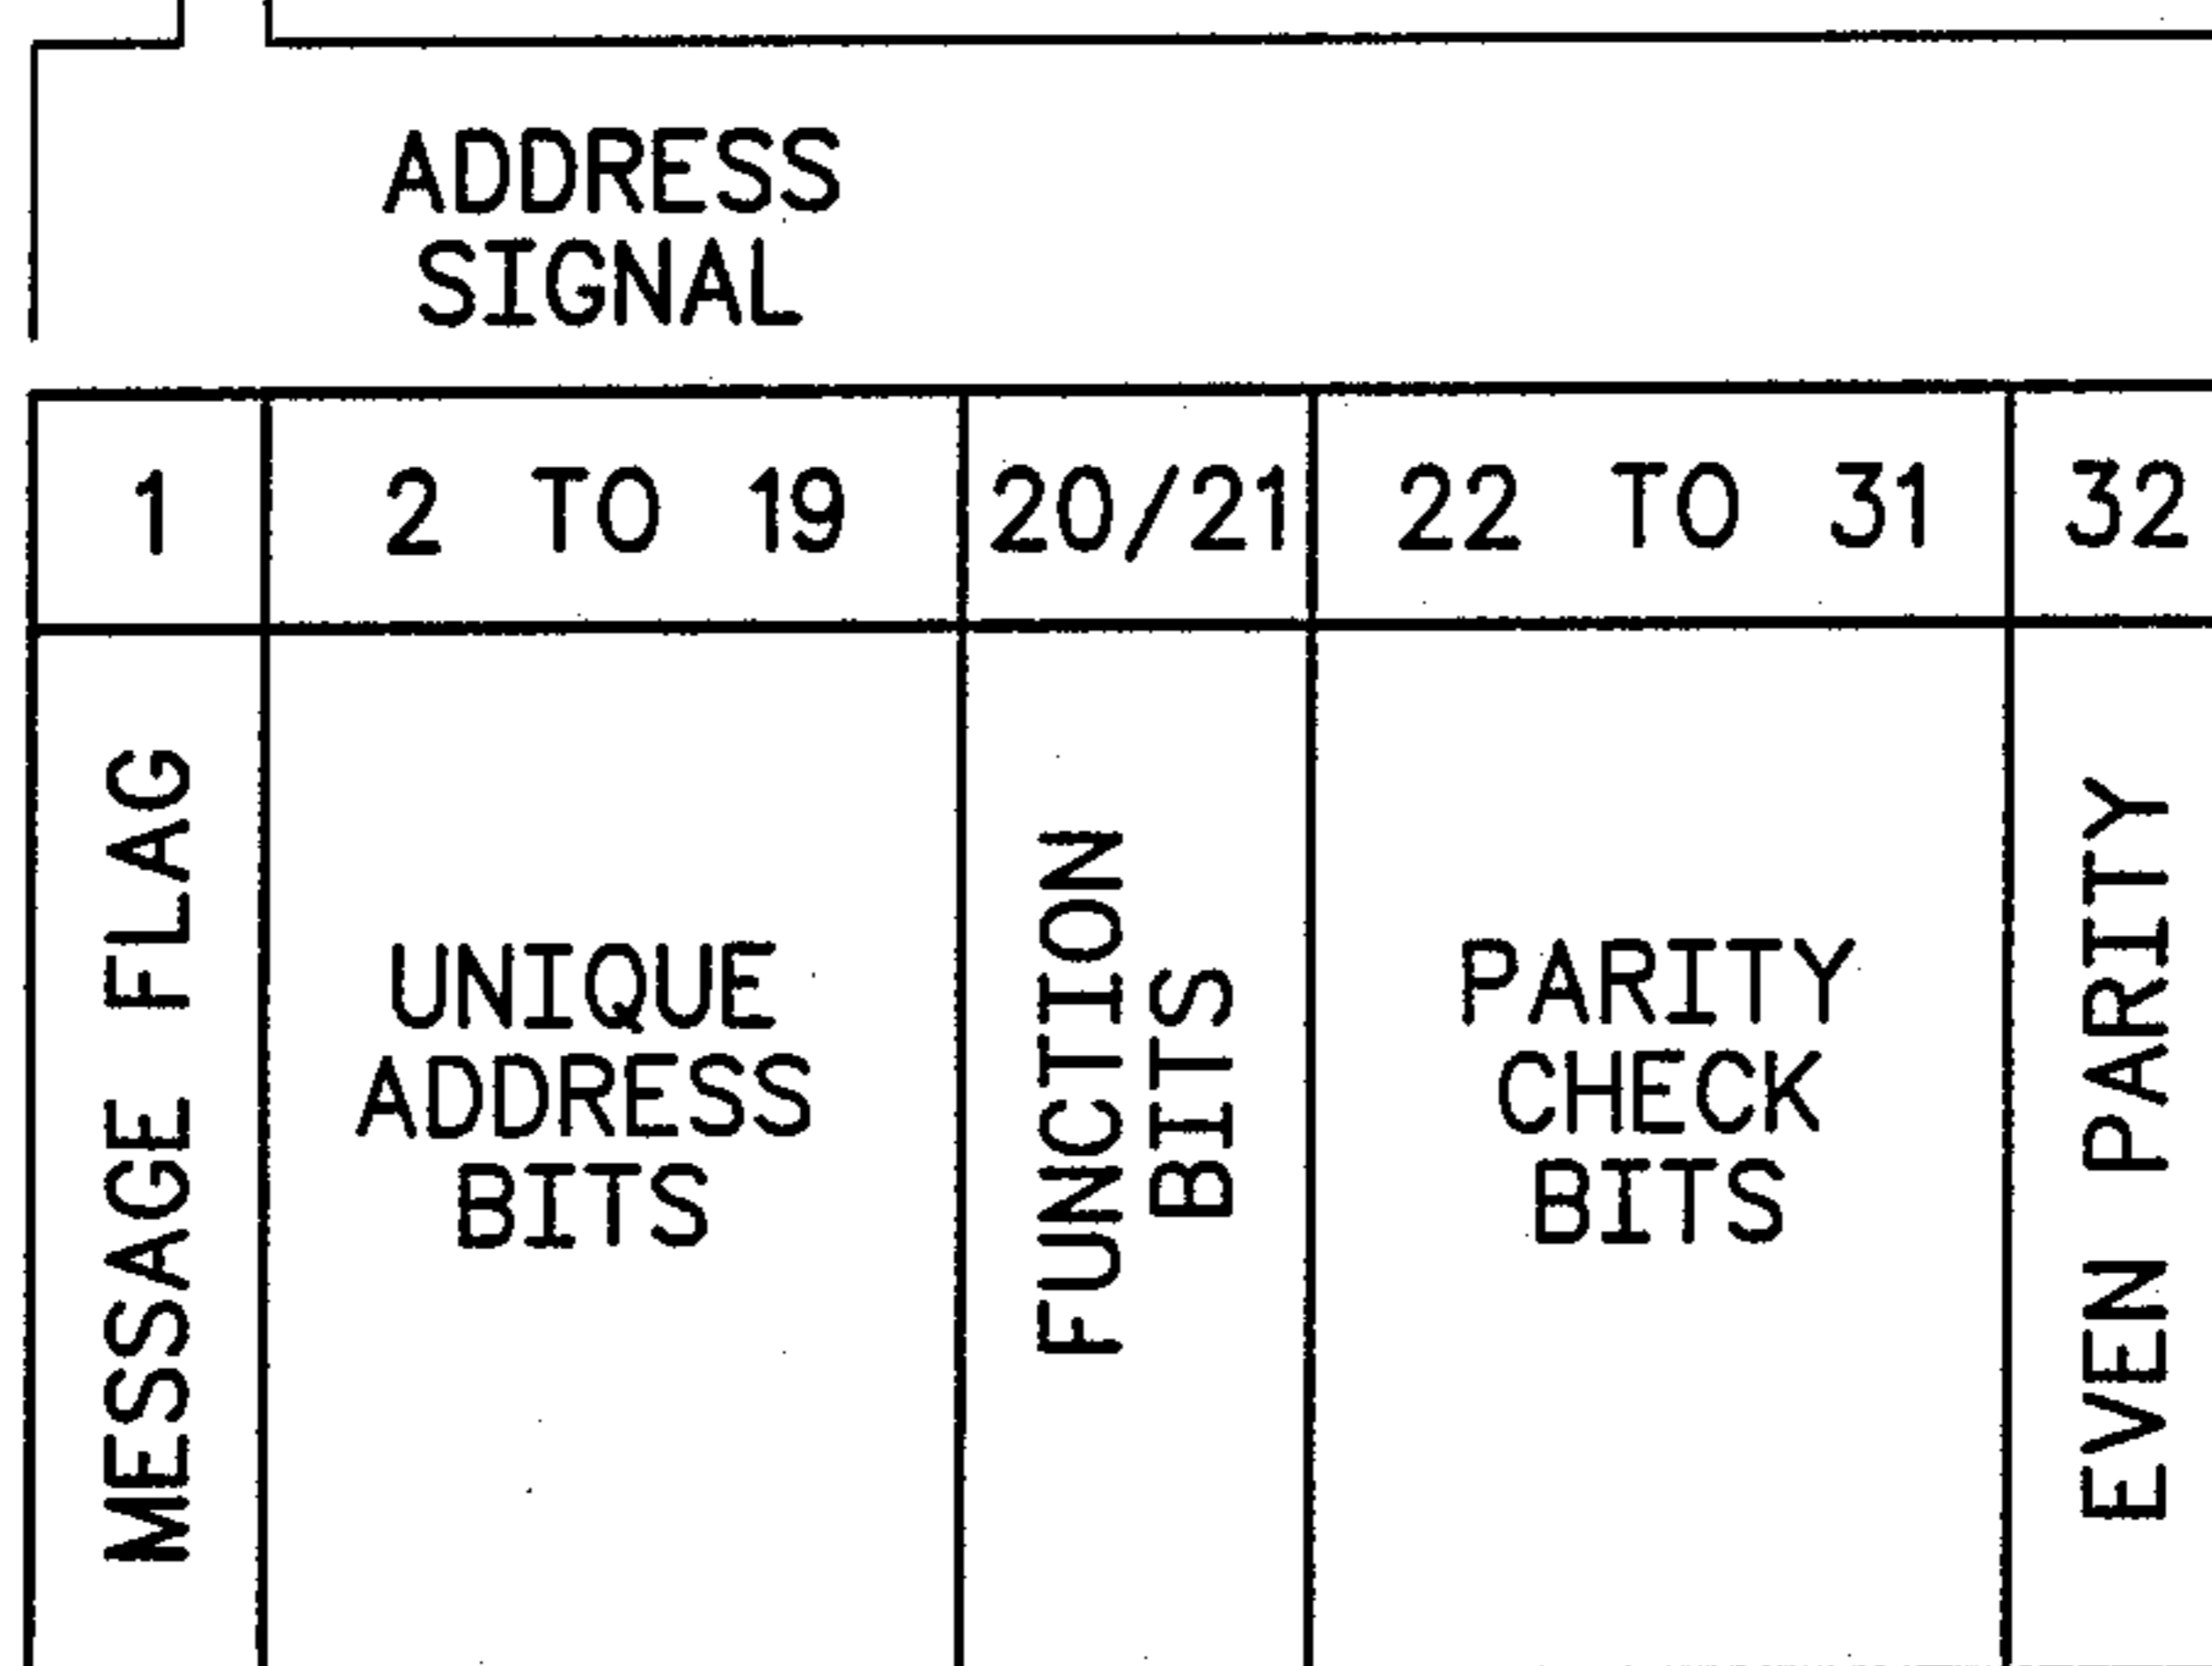 ADDRESS
SIGNAL
1
2 TO 19
20/21
22 TO 31
32
MESSAGE FLAG
UNIQUE
ADDRESS
BITS
FUNCTION
BITS
PARITY
CHECK
BITS
EVEN PARITY